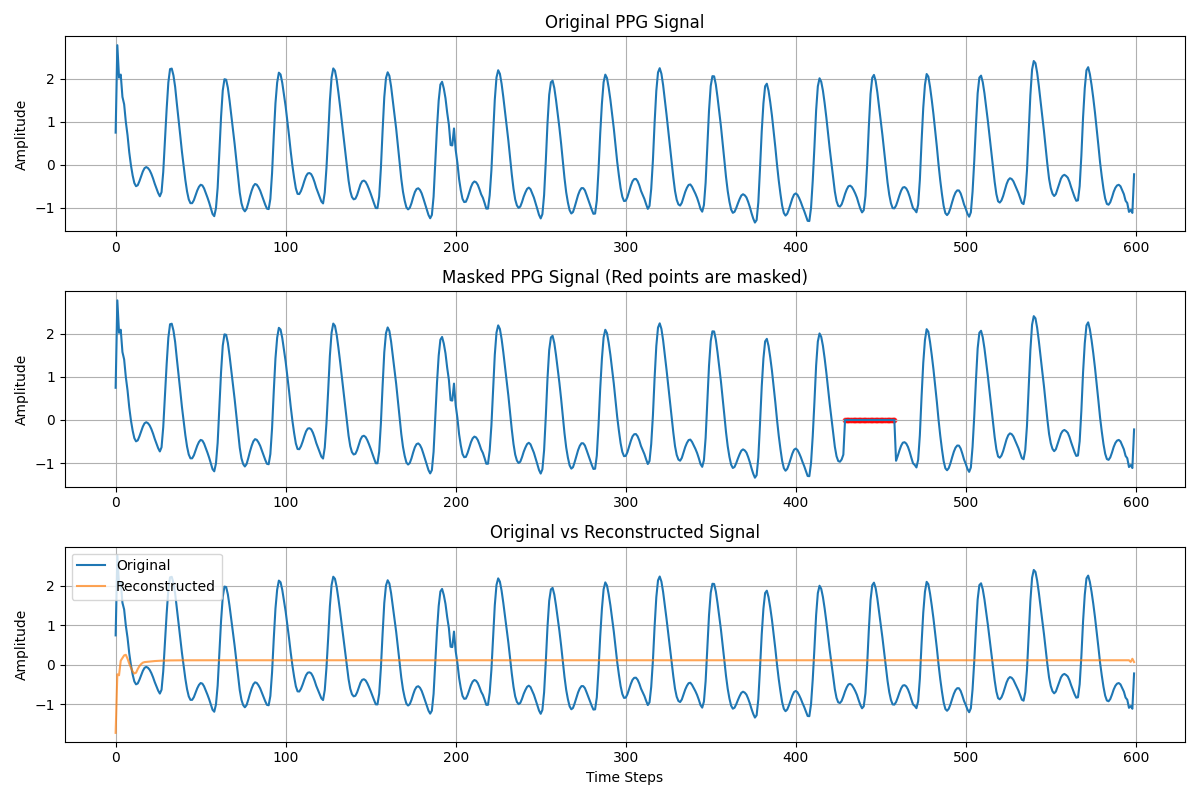 Original PPG Signal
Amplitude
2
1
0
−1
0 100 200 300 400 500 600
Masked PPG Signal (Red points are masked)
Amplitude
2
1
0
−1
0 100 200 300 400 500 600
Original vs Reconstructed Signal
Original
Reconstructed
Amplitude
2
1
0
−1
0 100 200 300 400 500 600
Time Steps